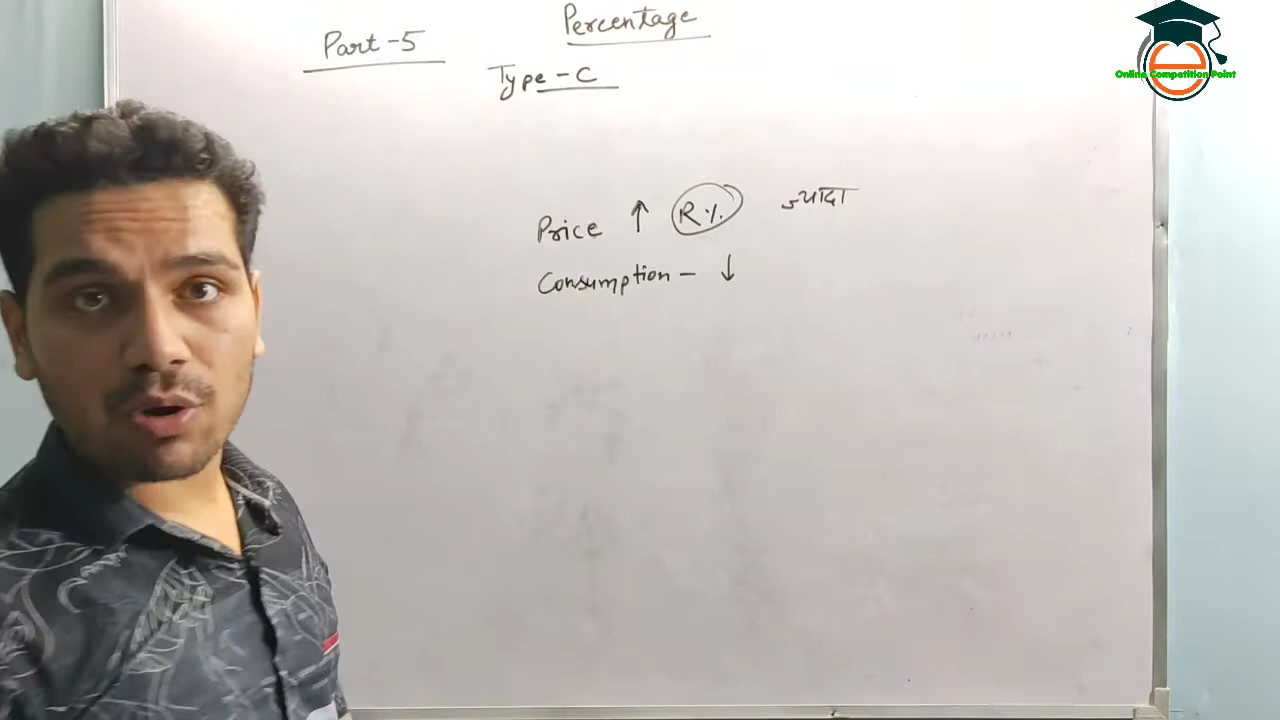 Percentage
Part-5
Type-C
Price ↑ R% ज्यादा
Consumption - ↓
Online Competition Point